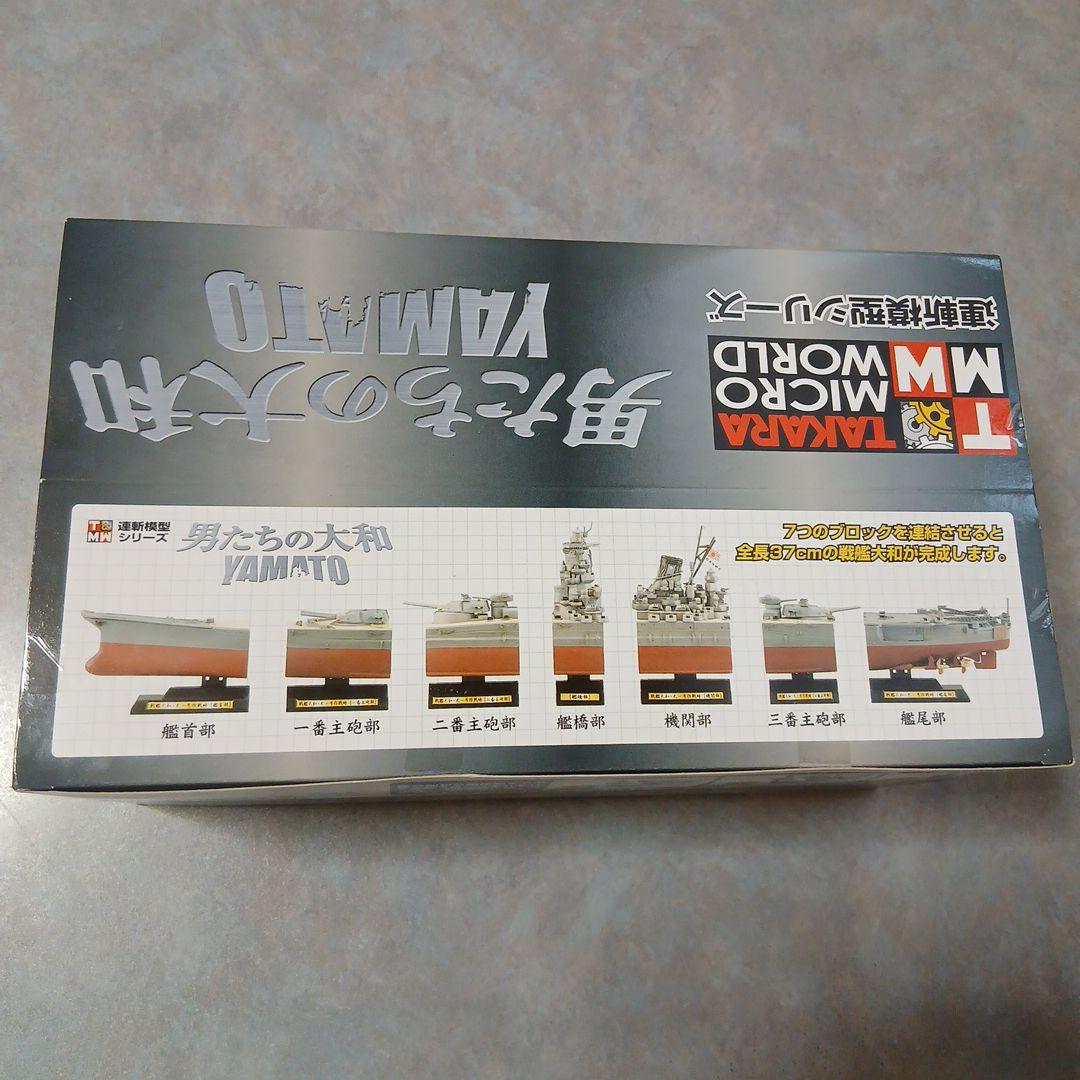 連斬模型シリーズ
TMW
TAKARA
MICRO
WORLD
男たちの大和
YAMATO
TMW
連斬模型
シリーズ
男たちの大和
YAMATO
7つのブロックを連結させると
全長37cmの戦艦大和が完成します。
艦首部
一番主砲部
二番主砲部
艦橋部
機関部
三番主砲部
艦尾部